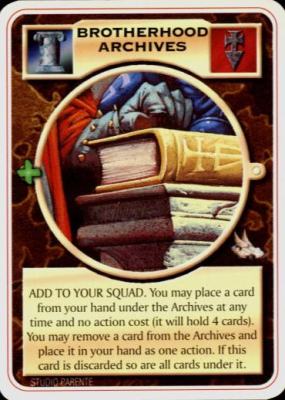 BROTHERHOOD
ARCHIVES
ADD TO YOUR SQUAD. You may place a card
from your hand under the Archives at any
time and no action cost (it will hold 4 cards).
You may remove a card from the Archives and
place it in your hand as one action. If this
card is discarded so are all cards under it.
STUDIO PARENTE